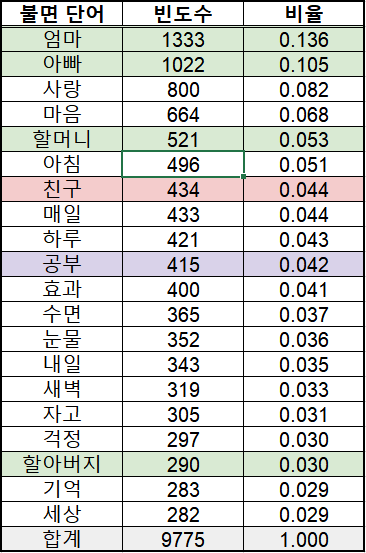 불면 단어 빈도수 비율
엄마 1333 0.136
아빠 1022 0.105
사랑 800 0.082
마음 664 0.068
할머니 521 0.053
아침 496 0.051
친구 434 0.044
매일 433 0.044
하루 421 0.043
공부 415 0.042
효과 400 0.041
수면 365 0.037
눈물 352 0.036
내일 343 0.035
새벽 319 0.033
자고 305 0.031
걱정 297 0.030
할아버지 290 0.030
기억 283 0.029
세상 282 0.029
합계 9775 1.000